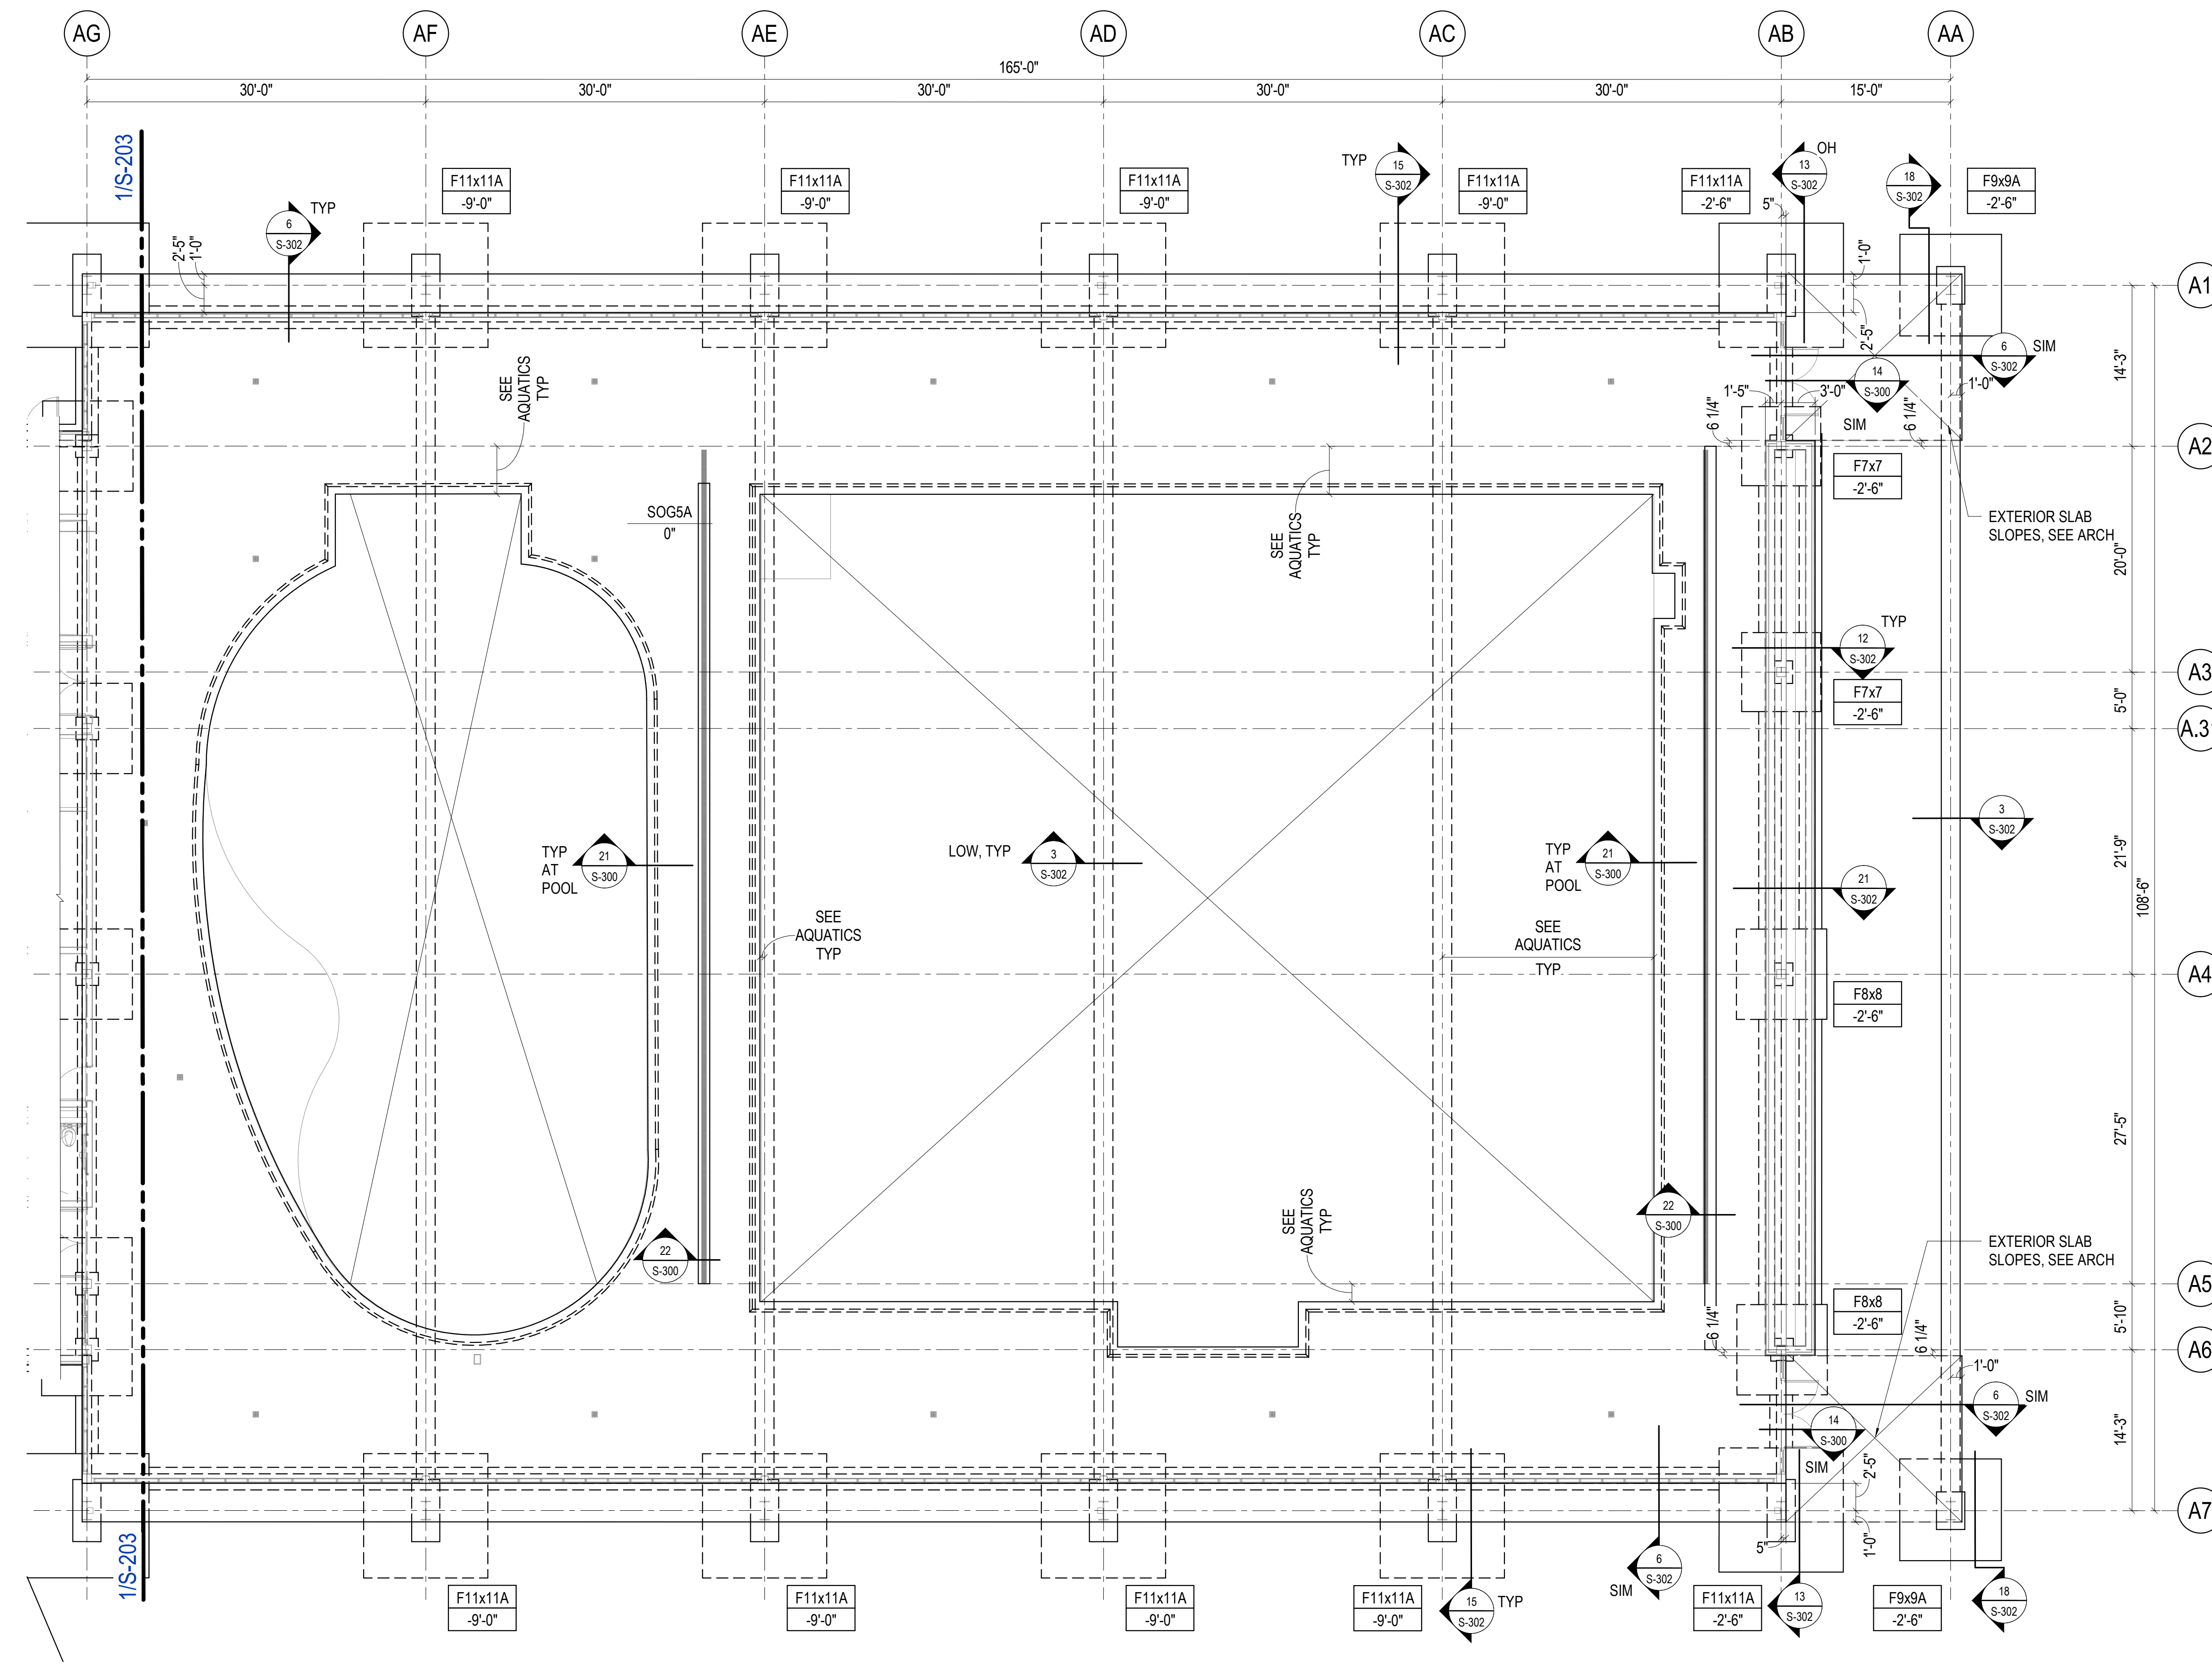 AG
AF
AE
AD
AC
AB
AA
165'-0"
30'-0"
30'-0"
30'-0"
30'-0"
30'-0"
15'-0"
1/S-203
6
S-302
TYP
2'-5"
1'-0"
F11x11A
-9'-0"
F11x11A
-9'-0"
F11x11A
-9'-0"
TYP
15
S-302
F11x11A
-9'-0"
F11x11A
-2'-6"
5"
13
S-302
OH
18
S-302
F9x9A
-2'-6"
1'-0"
2'-5"
A1
6
S-302
SIM
14
S-300
SIM
1'-5"
3'-0"
1'-0"
6 1/4"
6 1/4"
14'-3"
SEE
AQUATICS
TYP
A2
F7x7
-2'-6"
SOG5A
0"
SEE
AQUATICS
TYP
EXTERIOR SLAB
SLOPES, SEE ARCH
20'-0"
12
S-302
TYP
A3
F7x7
-2'-6"
5'-0"
A.3
3
S-302
TYP
AT
POOL
21
S-300
LOW, TYP
3
S-302
TYP
AT
POOL
21
S-300
21
S-302
21'-9"
108'-6"
SEE
AQUATICS
TYP
SEE
AQUATICS
TYP
A4
F8x8
-2'-6"
27'-5"
SEE
AQUATICS
TYP
22
S-300
22
S-300
EXTERIOR SLAB
SLOPES, SEE ARCH
A5
F8x8
-2'-6"
6 1/4"
6 1/4"
5'-10"
A6
1'-0"
6
S-302
SIM
14
S-300
SIM
14'-3"
2'-5"
1'-0"
5"
A7
1/S-203
F11x11A
-9'-0"
F11x11A
-9'-0"
F11x11A
-9'-0"
F11x11A
-9'-0"
15
S-302
TYP
6
S-302
SIM
F11x11A
-2'-6"
13
S-302
F9x9A
-2'-6"
18
S-302